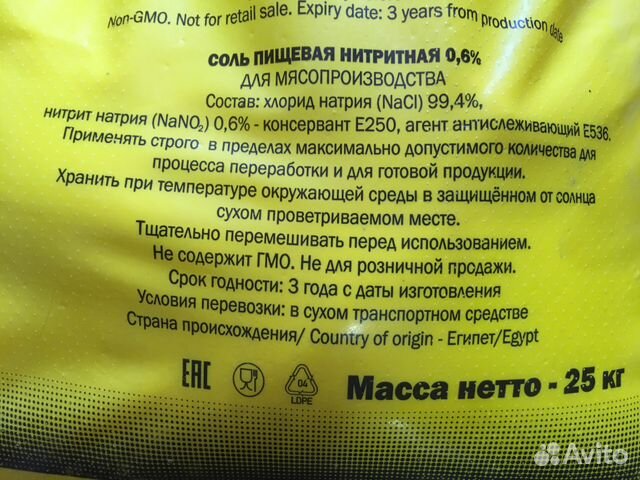 Non-GMO. Not for retail sale. Expiry date: 3 years from production date
СОЛЬ ПИЩЕВАЯ НИТРИТНАЯ 0,6%
ДЛЯ МЯСОПРОИЗВОДСТВА
Состав: хлорид натрия (NaCl) 99,4%,
нитрит натрия (NaNO₂) 0,6% - консервант Е250, агент антислеживающий Е536.
Применять строго в пределах максимально допустимого количества для
процесса переработки и для готовой продукции.
Хранить при температуре окружающей среды в защищённом от солнца
сухом проветриваемом месте.
Тщательно перемешивать перед использованием.
Не содержит ГМО. Не для розничной продажи.
Срок годности: 3 года с даты изготовления
Условия перевозки: в сухом транспортном средстве
Страна происхождения/ Country of origin - Египет/Egypt
EAC 04 LDPE Масса нетто - 25 кг
Avito